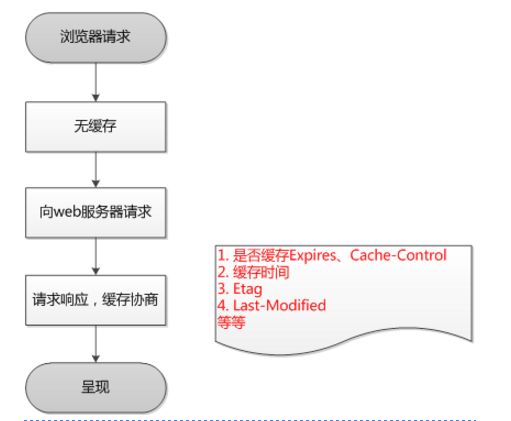 浏览器请求
无缓存
向web服务器请求
请求响应，缓存协商
呈现
1. 是否缓存Expires、Cache-Control
2. 缓存时间
3. Etag
4. Last-Modified
等等